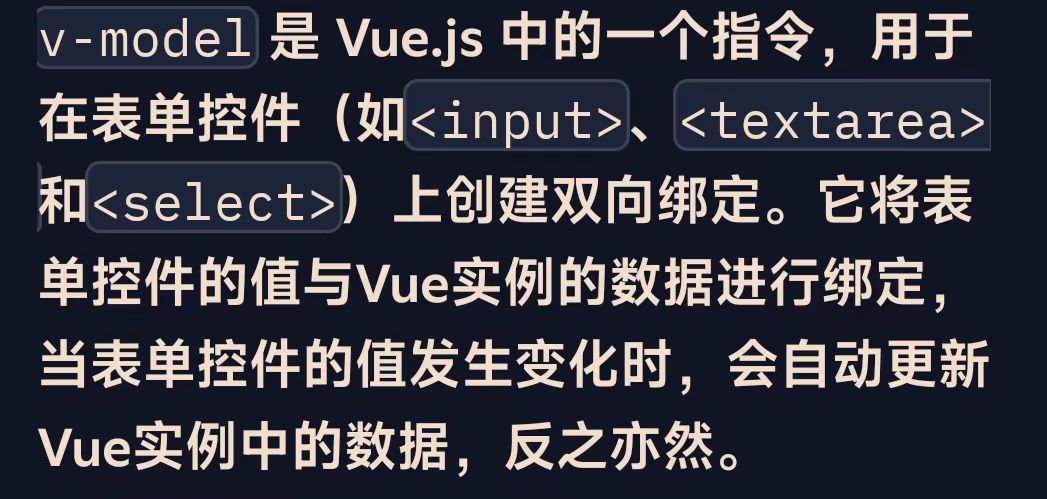 v-model 是 Vue.js 中的一个指令，用于
在表单控件（如<input>、<textarea>
和<select>）上创建双向绑定。它将表
单控件的值与Vue实例的数据进行绑定，
当表单控件的值发生变化时，会自动更新
Vue实例中的数据，反之亦然。